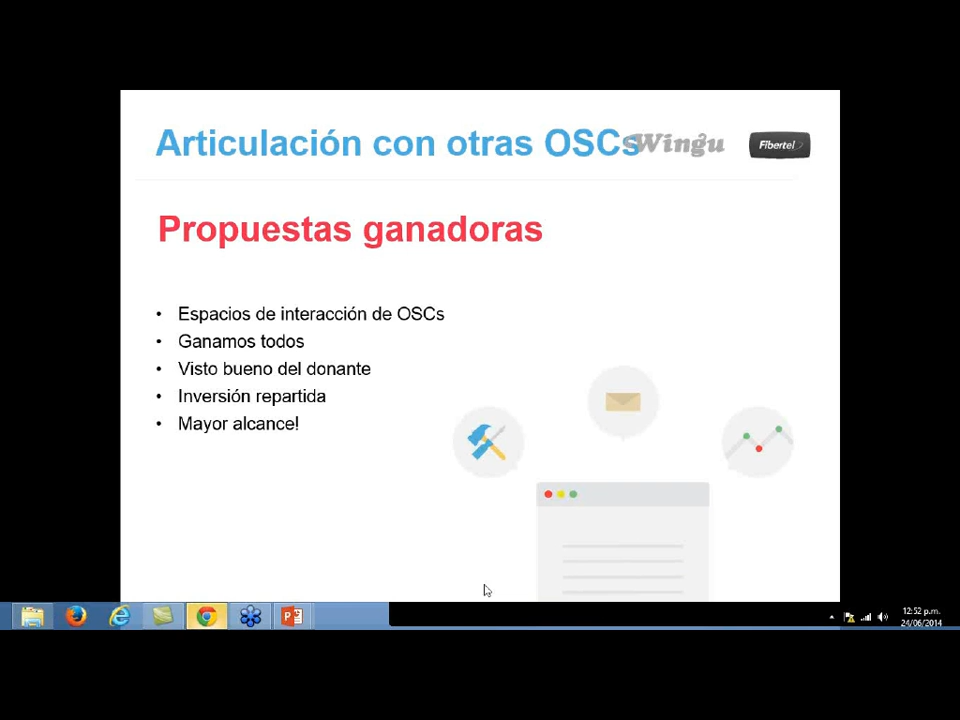 Articulación con otras OSCs
Wingu
Fibertel
Propuestas ganadoras
• Espacios de interacción de OSCs
• Ganamos todos
• Visto bueno del donante
• Inversión repartida
• Mayor alcance!
12:52 p.m.
24/06/2014